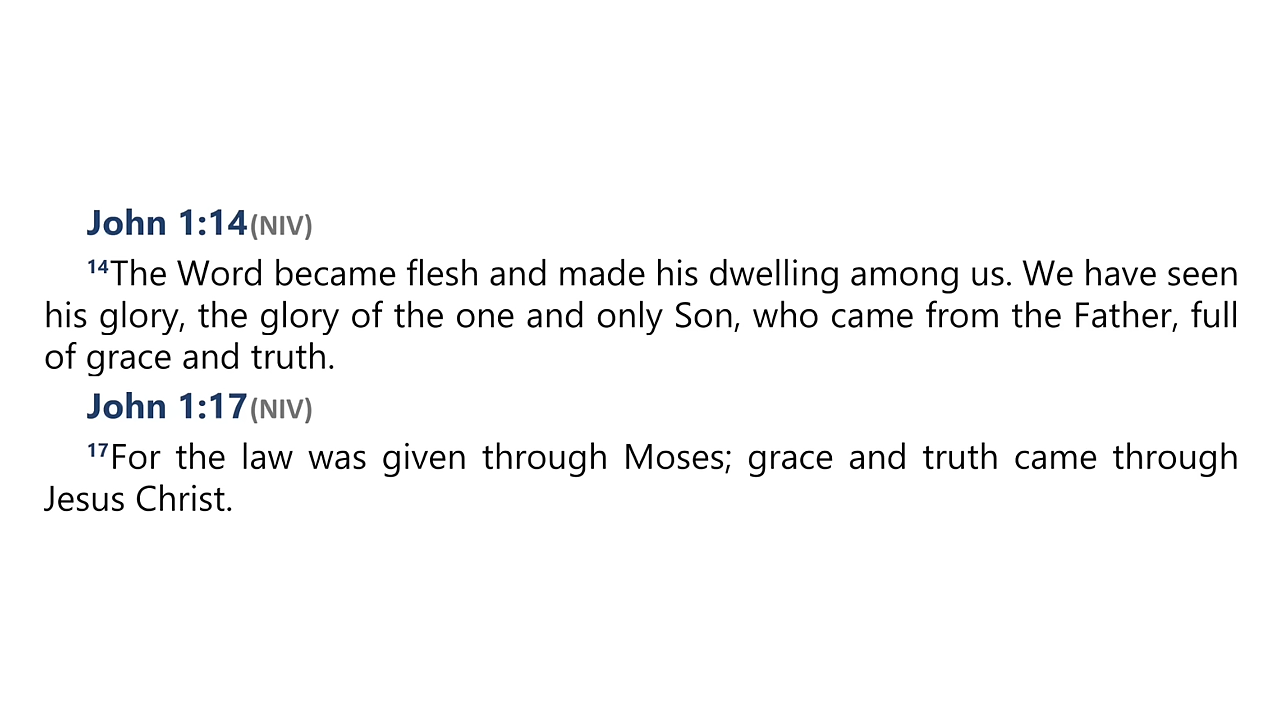 John 1:14(NIV)
14The Word became flesh and made his dwelling among us. We have seen
his glory, the glory of the one and only Son, who came from the Father, full
of grace and truth.
John 1:17(NIV)
17For the law was given through Moses; grace and truth came through
Jesus Christ.